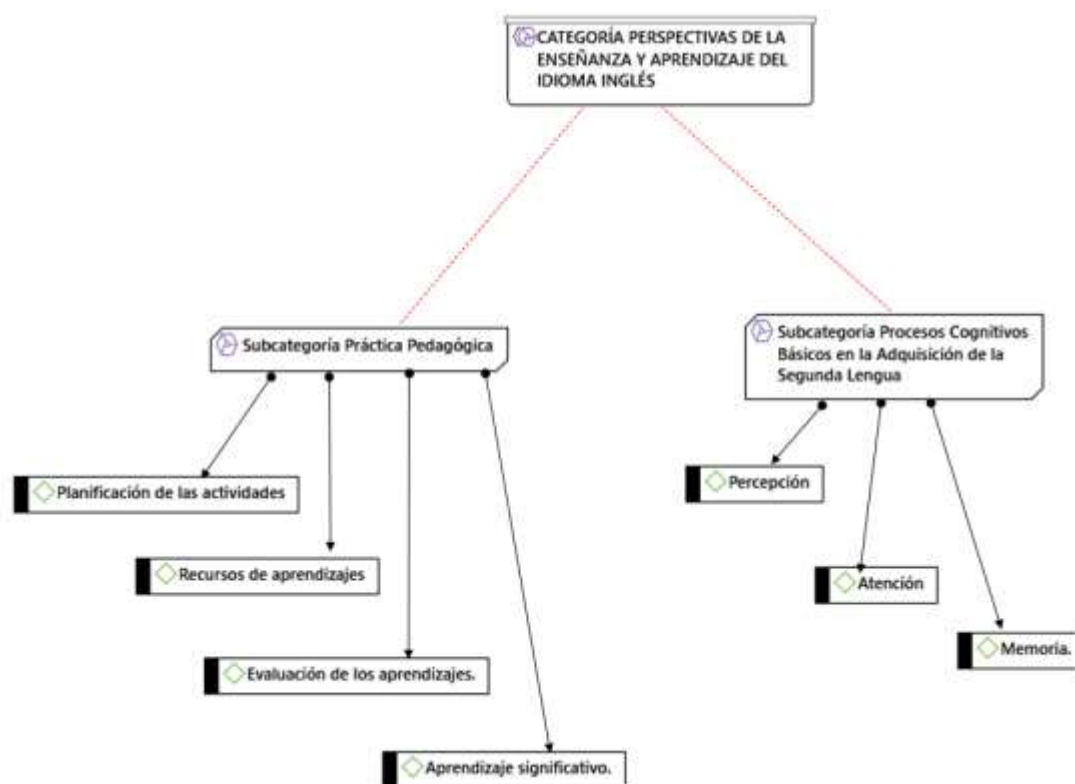 CATEGORÍA PERSPECTIVAS DE LA
ENSEÑANZA Y APRENDIZAJE DEL
IDIOMA INGLÉS
Subcategoría Práctica Pedagógica
Subcategoría Procesos Cognitivos
Básicos en la Adquisición de la
Segunda Lengua
Planificación de las actividades
Recursos de aprendizajes
Evaluación de los aprendizajes.
Aprendizaje significativo.
Percepción
Atención
Memoria.